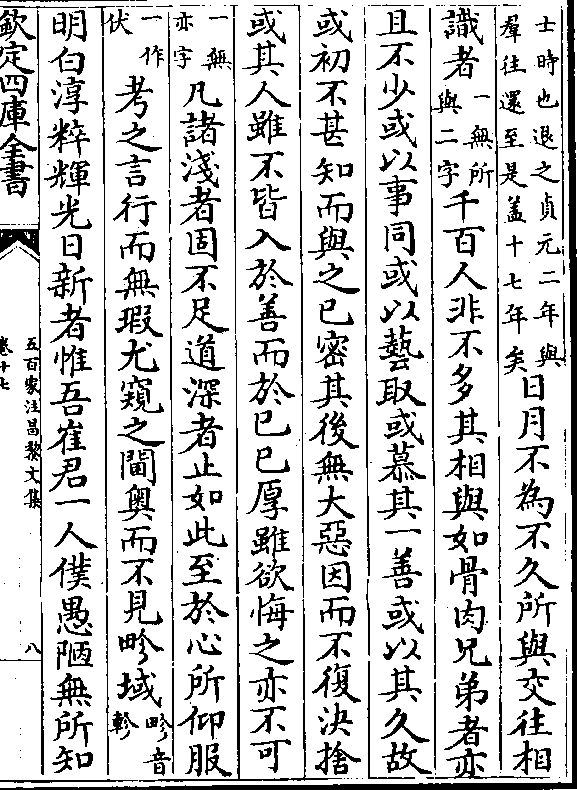 士時也退之貞元二年與
羣往還至是蓋十七年矣
日月不為不久所與交往相
識者
一無所
與二字
千百人非不多其相與如骨肉兄弟者亦
且不少或以事同或以藝取或慕其一善或以其久故
或初不甚知而與之已密其後無大惡因而不復決捨
或其人雖不皆入於善而於已已厚雖欲悔之亦不可
一無
亦字
凡諸淺者固不足道深者止如此至於心所仰服
一作
伏
考之言行而無瑕尤窺之閫奧而不見畛域
畛音
軫
明白淳粹輝光日新者惟吾崔君一人僕愚陋無所知
欽定四庫全書
五百家注昌黎文集
卷十七
八